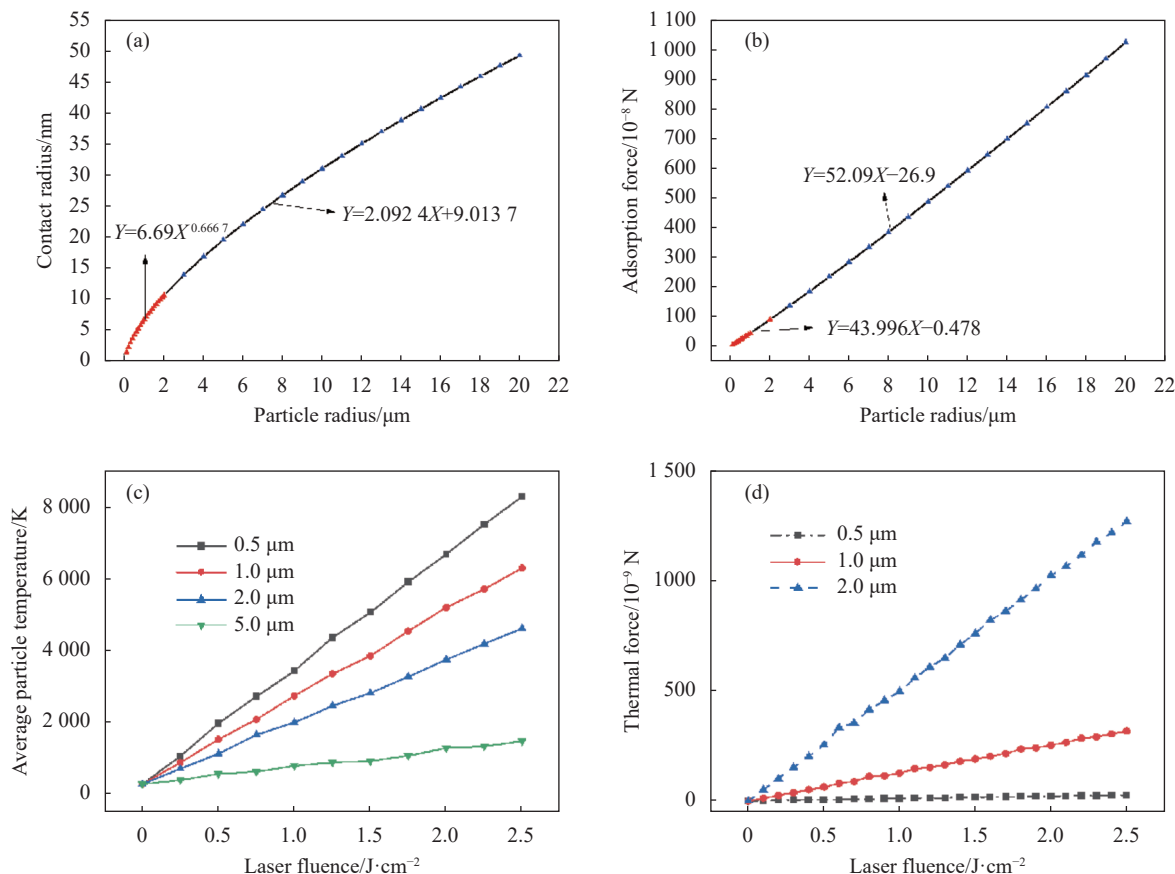 (a)
50
55
45
40
35
30
25
20
15
10
5
0
Contact radius/nm
Y=6.69X^0.666 7
Y=2.092 4X+9.013 7
0 2 4 6 8 10 12 14 16 18 20 22
Particle radius/μm
(b)
1 100
1 000
900
800
700
600
500
400
300
200
100
0
Adsorption force/10⁻⁸ N
Y=52.09X−26.9
Y=43.996X−0.478
0 2 4 6 8 10 12 14 16 18 20 22
Particle radius/μm
(c)
8 000
6 000
4 000
2 000
0
Average particle temperature/K
0.5 μm
1.0 μm
2.0 μm
5.0 μm
0 0.5 1.0 1.5 2.0 2.5
Laser fluence/J·cm⁻²
(d)
1 500
1 000
500
0
Thermal force/10⁻⁹ N
0.5 μm
1.0 μm
2.0 μm
0 0.5 1.0 1.5 2.0 2.5
Laser fluence/J·cm⁻²